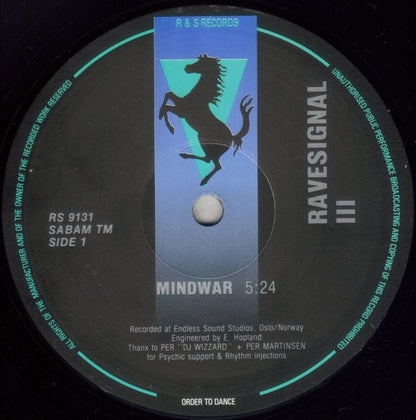 R & S RECORDS
ALL RIGHTS OF THE MANUFACTURER AND OF THE OWNER OF THE RECORDED WORK RESERVED
UNAUTHORISED PUBLIC PERFORMANCE BROADCASTING AND COPYING OF THIS RECORD PROHIBITED
RAVESIGNAL
III
RS 9131
SABAM TM
SIDE 1
MINDWAR 5:24
Recorded at Endless Sound Studios, Oslo/Norway
Engineered by E. Hopland
Thanx to PER "DJ WIZZARD" + PER MARTINSEN
for Psychic support & Rhythm injections
ORDER TO DANCE